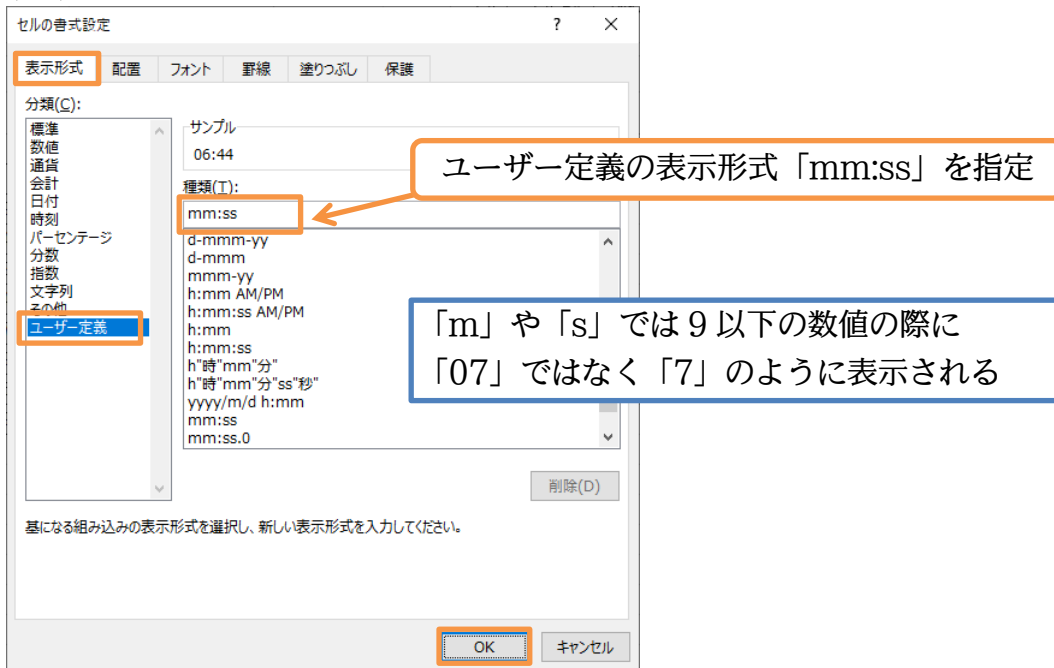 セルの書式設定 ? ×
表示形式 配置 フォント 罫線 塗りつぶし 保護
分類(C):
標準
数値
通貨
会計
日付
時刻
パーセンテージ
分数
指数
文字列
その他
ユーザー定義
サンプル
06:44
種類(T):
mm:ss
d-mmm-yy
d-mmm
mmm-yy
h:mm AM/PM
h:mm:ss AM/PM
h:mm
h:mm:ss
h"時"mm"分"
h"時"mm"分"ss"秒"
yyyy/m/d h:mm
mm:ss
mm:ss.0
ユーザー定義の表示形式「mm:ss」を指定
「m」や「s」では9以下の数値の際に
「07」ではなく「7」のように表示される
削除(D)
基になる組み込みの表示形式を選択し、新しい表示形式を入力してください。
OK キャンセル